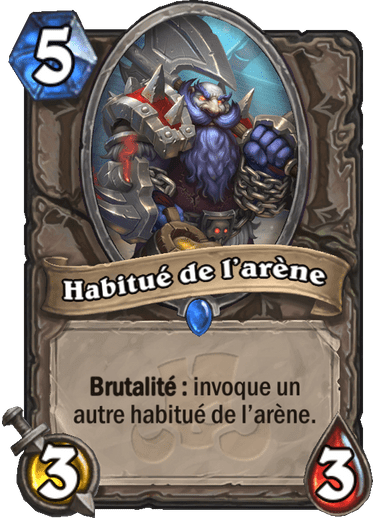 5
Habitué de l'arène
Brutalité : invoque un
autre habitué de l'arène.
3
3